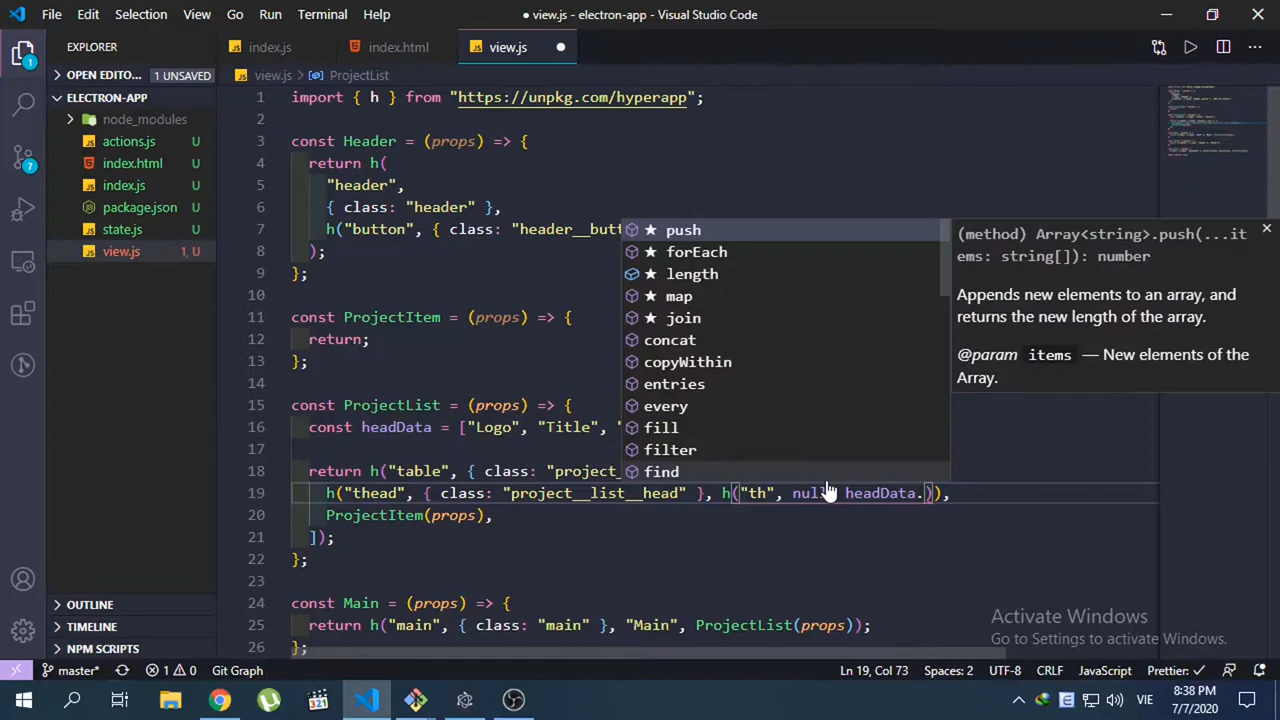 File Edit Selection View Go Run Terminal Help
● view.js - electron-app - Visual Studio Code
EXPLORER
index.js
index.html
view.js
OPEN EDITO... 1 UNSAVED
view.js > ProjectList
ELECTRON-APP
node_modules
actions.js U
index.html U
index.js U
package.json U
state.js U
view.js 1, U
1 import { h } from "https://unpkg.com/hyperapp";
2
3 const Header = (props) => {
4 return h(
5 "header",
6 { class: "header" },
7 h("button", { class: "header__butt
8 );
9 };
10
11 const ProjectItem = (props) => {
12 return;
13 };
14
15 const ProjectList = (props) => {
16 const headData = ["Logo", "Title", "
17
18 return h("table", { class: "project_
19 h("thead", { class: "project__list__head" }, h("th", null, headData.)),
20 ProjectItem(props),
21 ]);
22 };
23
24 const Main = (props) => {
25 return h("main", { class: "main" }, "Main", ProjectList(props));
26 };
★ push
★ forEach
★ length
★ map
★ join
concat
copyWithin
entries
every
fill
filter
find
(method) Array<string>.push(...it
ems: string[]): number
Appends new elements to an array, and
returns the new length of the array.
@param items — New elements of the
Array.
OUTLINE
TIMELINE
NPM SCRIPTS
Activate Windows
Go to Settings to activate Windows.
1
7
master* 1 0 Git Graph
Ln 19, Col 73 Spaces: 2 UTF-8 CRLF JavaScript Prettier: ✓
VIE
8:38 PM
7/7/2020